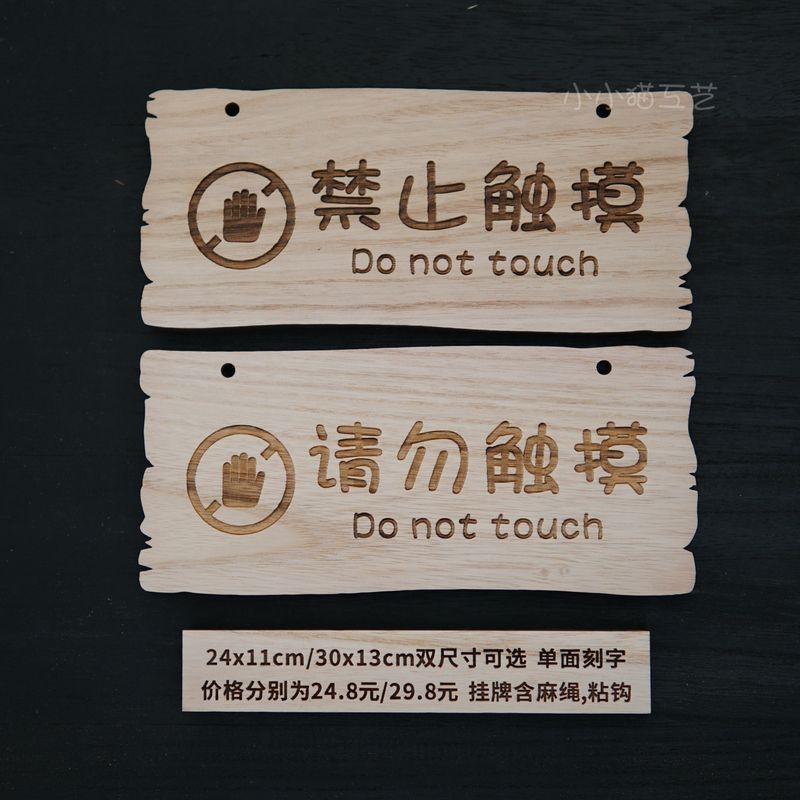 小小猫互艺
禁止触摸
Do not touch
请勿触摸
Do not touch
24x11cm/30x13cm双尺寸可选 单面刻字
价格分别为24.8元/29.8元 挂牌含麻绳,粘钩